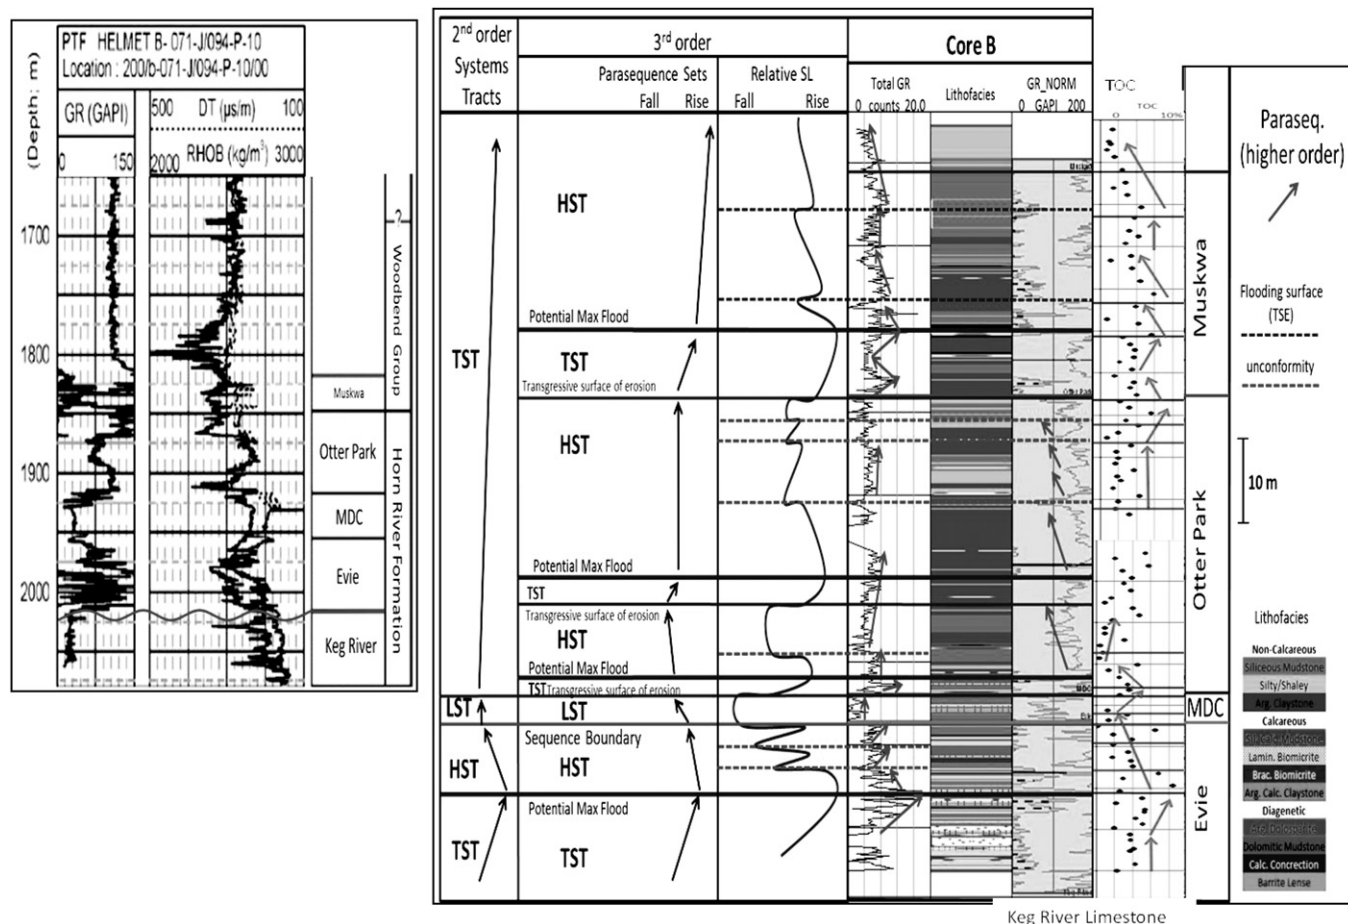 PTF HELMET B- 071-J/094-P-10
Location : 200/b-071-J/094-P-10/00
(Depth: m)
GR (GAPI)
0 150
500 DT (µs/m) 100
RHOB (kg/m³)
2000 3000
1700
1800
1900
2000
?
Woodbend Group
Muskwa
Otter Park
MDC
Evie
Keg River
Horn River Formation
2nd order
Systems
Tracts
3rd order
Parasequence Sets
Fall Rise
Relative SL
Fall Rise
Core B
Total GR
0 counts 20.0
Lithofacies
GR_NORM
0 GAPI 200
TOC
TOC
0 10%
Paraseq.
(higher order)
Flooding surface
(TSE)
unconformity
10 m
TST
HST
Potential Max Flood
TST
Transgressive surface of erosion
HST
Potential Max Flood
TST
Transgressive surface of erosion
HST
Potential Max Flood
TST Transgressive surface of erosion
LST
LST
HST
Sequence Boundary
HST
Potential Max Flood
TST
TST
Otter Park
MDC
Evie
Muskwa
Otter Park
MDC
Evie
Lithofacies
Non-Calcareous
Siliceous Mudstone
Silty/Shaley
Arg. Claystone
Calcareous
Lamin. Biomicrite
Brac. Biomicrite
Arg. Calc. Claystone
Diagenetic
Dolomitic Mudstone
Calc. Concretion
Barrite Lense
Keg River Limestone